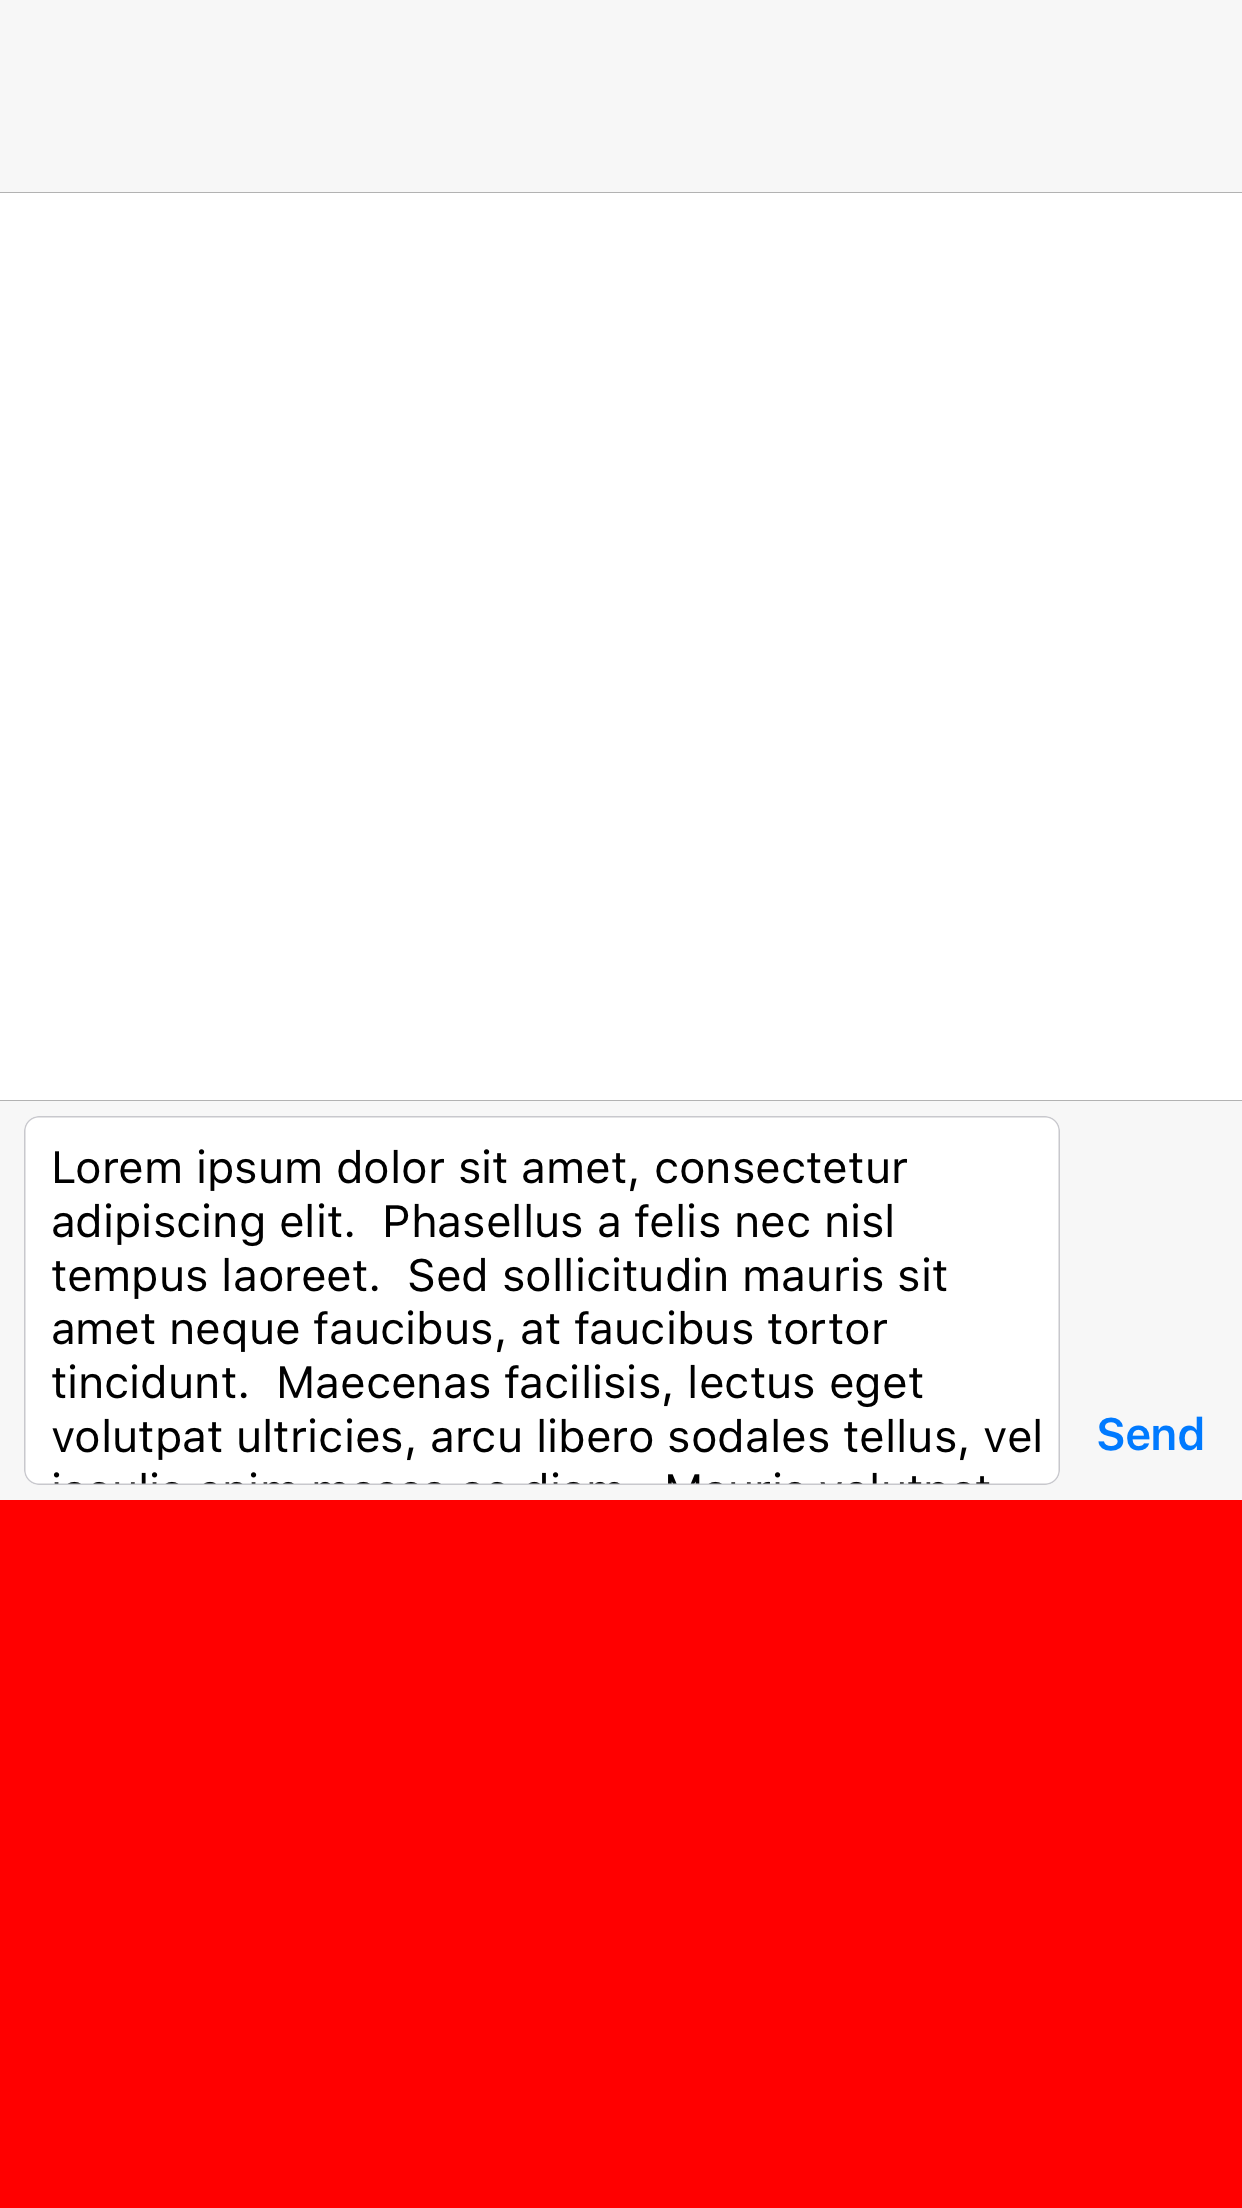 Lorem ipsum dolor sit amet, consectetur
adipiscing elit.  Phasellus a felis nec nisl
tempus laoreet.  Sed sollicitudin mauris sit
amet neque faucibus, at faucibus tortor
tincidunt.  Maecenas facilisis, lectus eget
volutpat ultricies, arcu libero sodales tellus, vel
Send